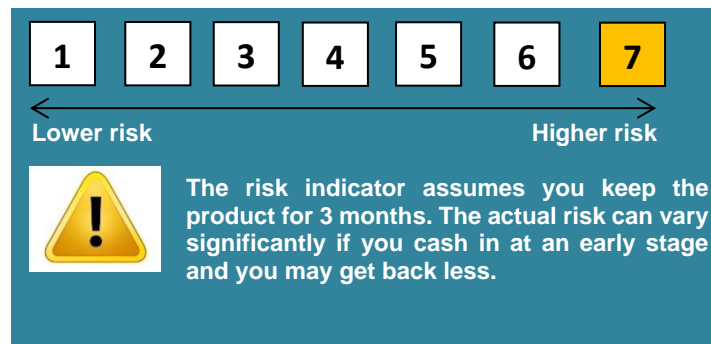 1 2 3 4 5 6 7
Lower risk Higher risk
!
The risk indicator assumes you keep the
product for 3 months. The actual risk can vary
significantly if you cash in at an early stage
and you may get back less.